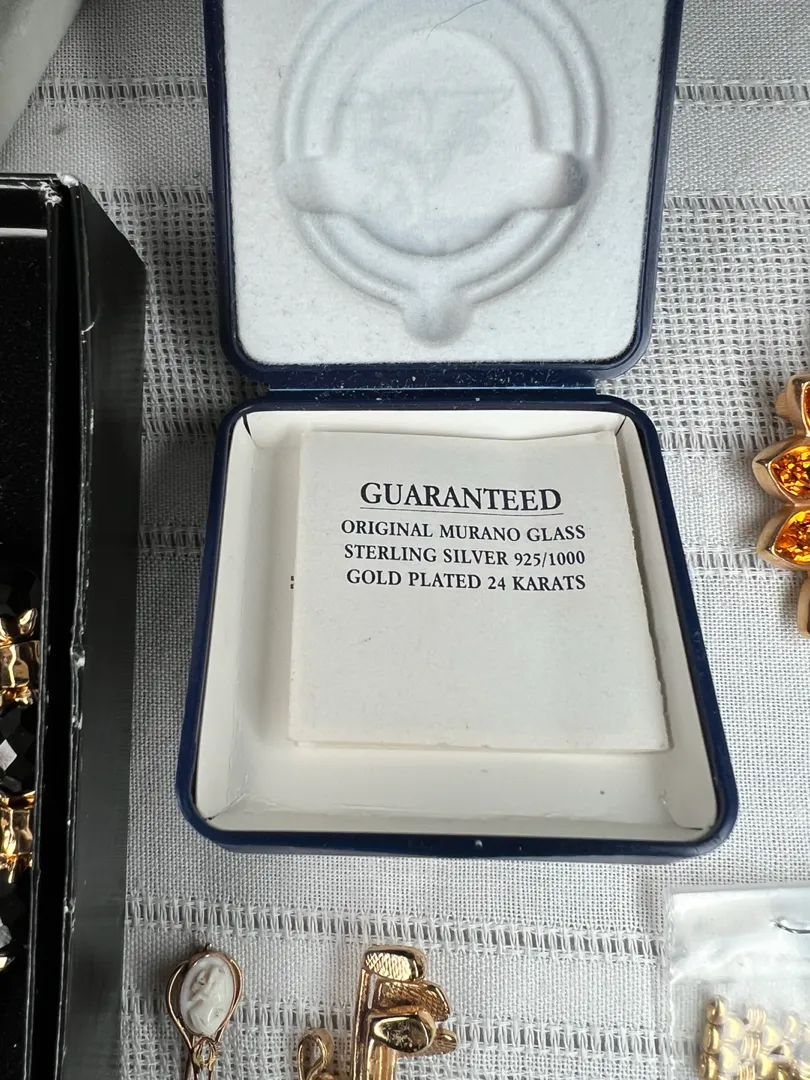 GUARANTEED
ORIGINAL MURANO GLASS
STERLING SILVER 925/1000
GOLD PLATED 24 KARATS